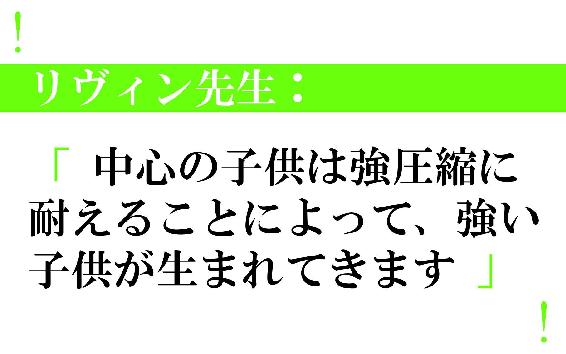 !
リヴィン先生：
「 中心の子供は強圧縮に
耐えることによって、強い
子供が生まれてきます 」
!